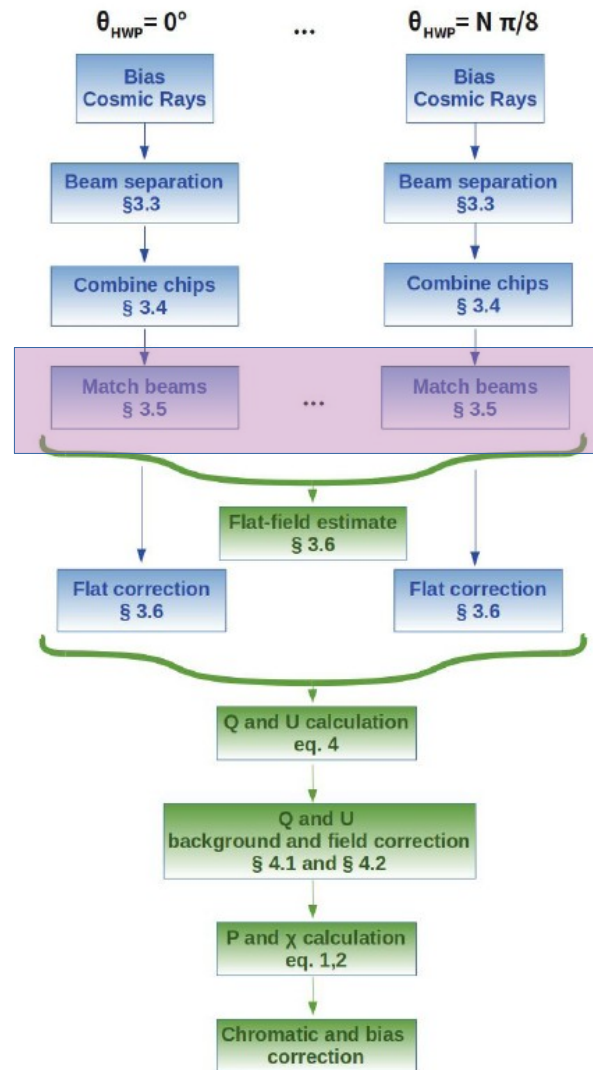 θHWP= 0º ... θHWP= N π/8
Bias
Cosmic Rays
Bias
Cosmic Rays
Beam separation
§3.3
Beam separation
§3.3
Combine chips
§ 3.4
Combine chips
§ 3.4
Match beams
§ 3.5
...
Match beams
§ 3.5
Flat-field estimate
§ 3.6
Flat correction
§ 3.6
Flat correction
§ 3.6
Q and U calculation
eq. 4
Q and U
background and field correction
§ 4.1 and § 4.2
P and χ calculation
eq. 1,2
Chromatic and bias
correction